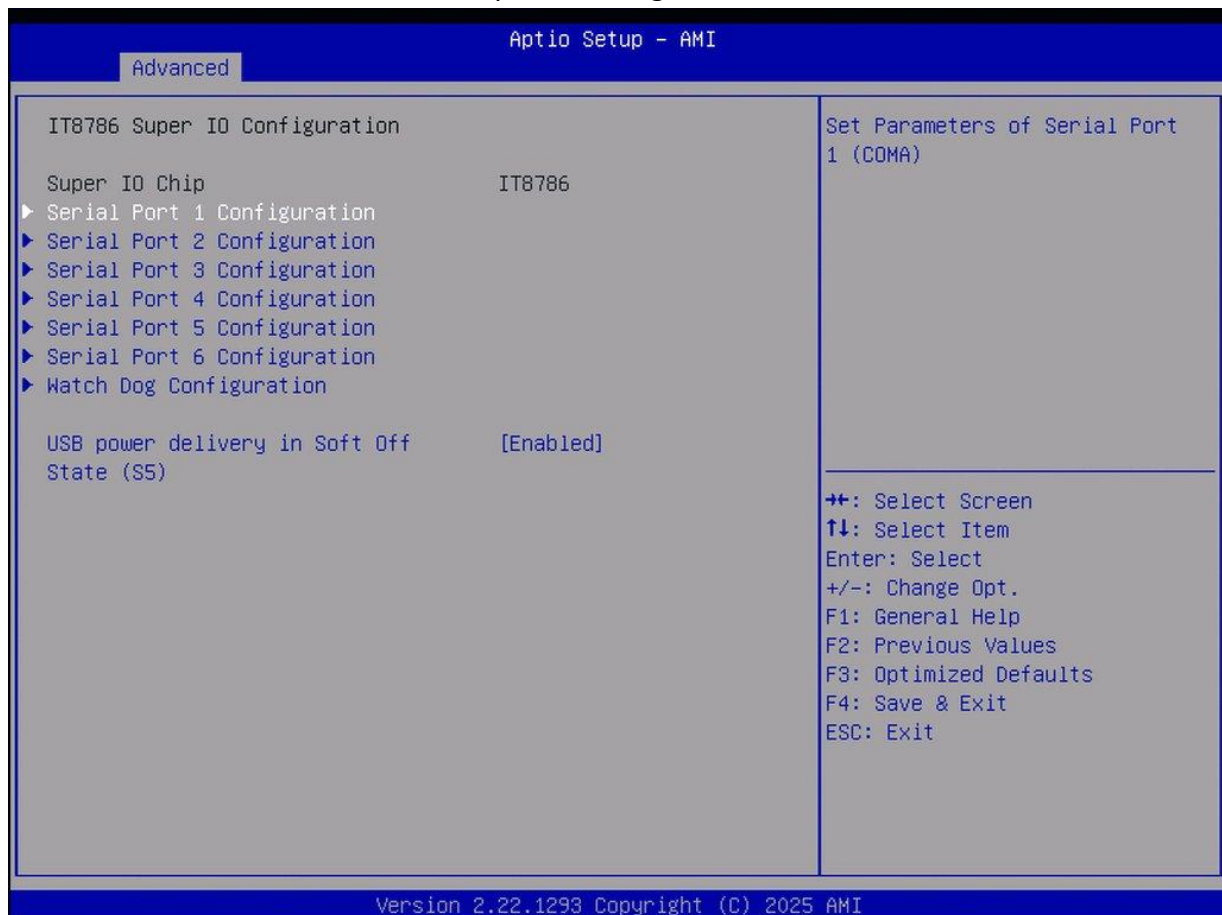 Aptio Setup - AMI
Advanced
IT8786 Super IO Configuration
Super IO Chip IT8786
Serial Port 1 Configuration
Serial Port 2 Configuration
Serial Port 3 Configuration
Serial Port 4 Configuration
Serial Port 5 Configuration
Serial Port 6 Configuration
Watch Dog Configuration
USB power delivery in Soft Off [Enabled]
State (S5)
Set Parameters of Serial Port
1 (COMA)
→←: Select Screen
↑↓: Select Item
Enter: Select
+/-: Change Opt.
F1: General Help
F2: Previous Values
F3: Optimized Defaults
F4: Save & Exit
ESC: Exit
Version 2.22.1293 Copyright (C) 2025 AMI